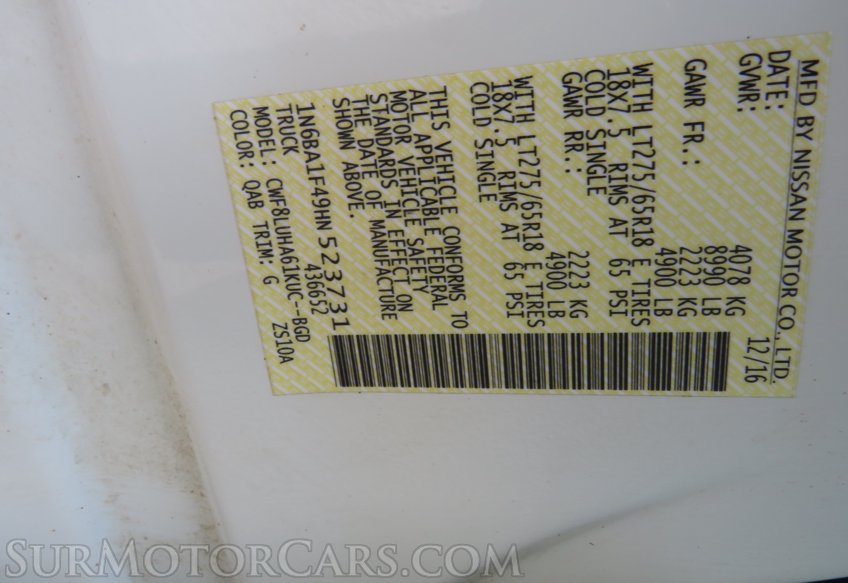 MFD BY NISSAN MOTOR CO., LTD.
DATE: 12/16
GVWR: 4078 KG
8990 LB
GAWR FR.: 2223 KG
4900 LB
WITH LT275/65R18 E TIRES
18X7.5 RIMS AT 65 PSI
COLD SINGLE
GAWR RR.: 2223 KG
4900 LB
WITH LT275/65R18 E TIRES
18X7.5 RIMS AT 65 PSI
COLD SINGLE
THIS VEHICLE CONFORMS TO
ALL APPLICABLE FEDERAL
MOTOR VEHICLE SAFETY
STANDARDS IN EFFECT ON
THE DATE OF MANUFACTURE
SHOWN ABOVE.
1N6BA1F49HN523731
TRUCK 436652
MODEL: CWF8LUHA61KUC--BGD
COLOR: QAB TRIM: G ZS10A
SURMOTORCARS.COM